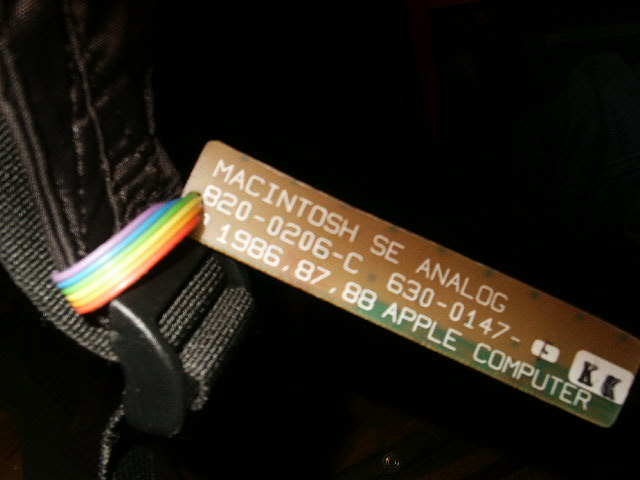 MACINTOSH SE ANALOG
820-0206-C 630-0147-
1986,87,88 APPLE COMPUTER
KK